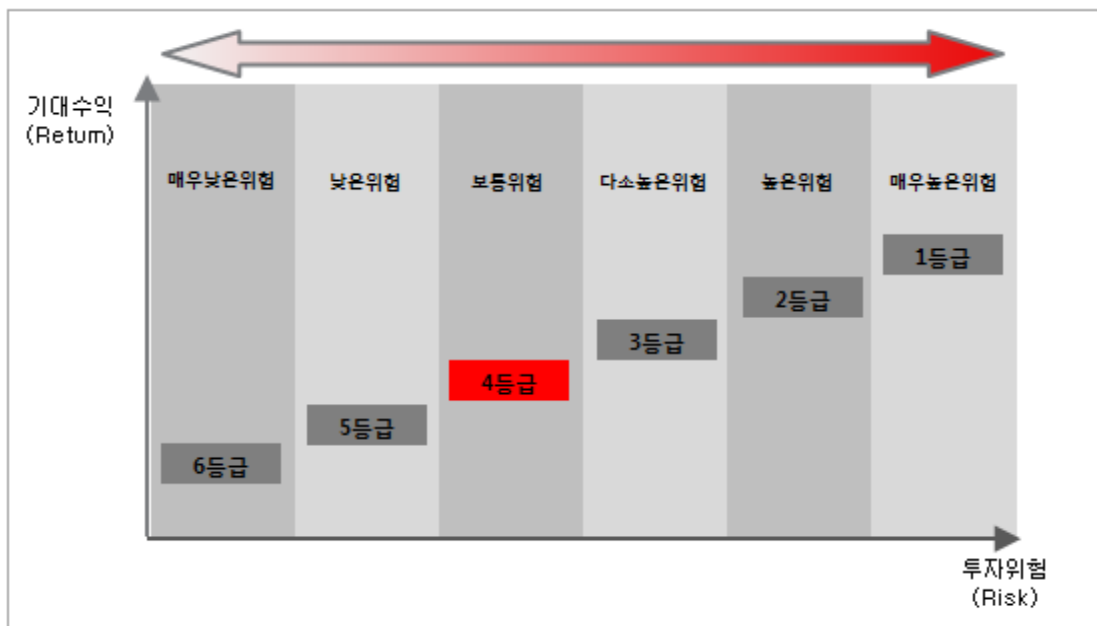 기대수익
(Retum)
매우낮은위험
낮은위험
보통위험
다소높은위험
높은위험
매우높은위험
1등급
2등급
3등급
4등급
5등급
6등급
투자위험
(Risk)